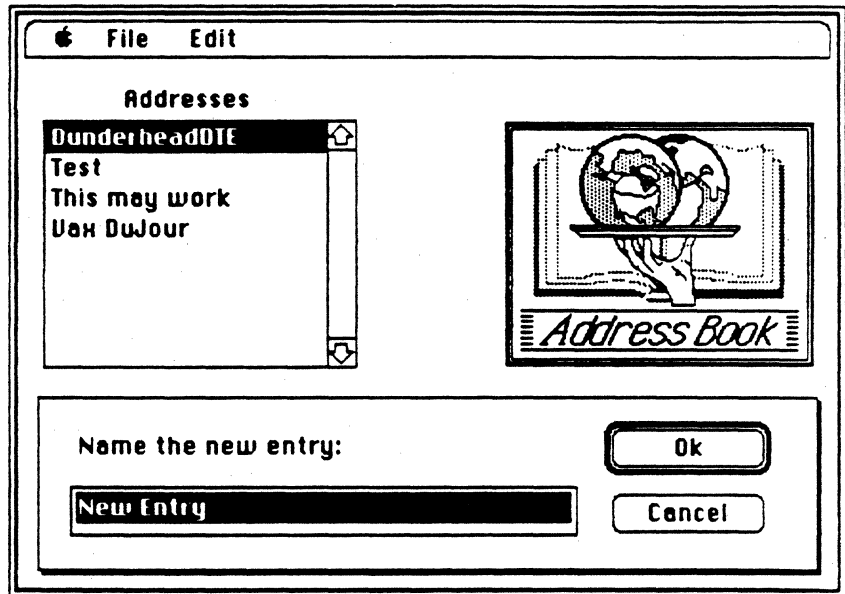 File Edit
Addresses
DunderheadDTE
Test
This may work
Vax DuJour
Address Book
Name the new entry:
Ok
New Entry
Cancel